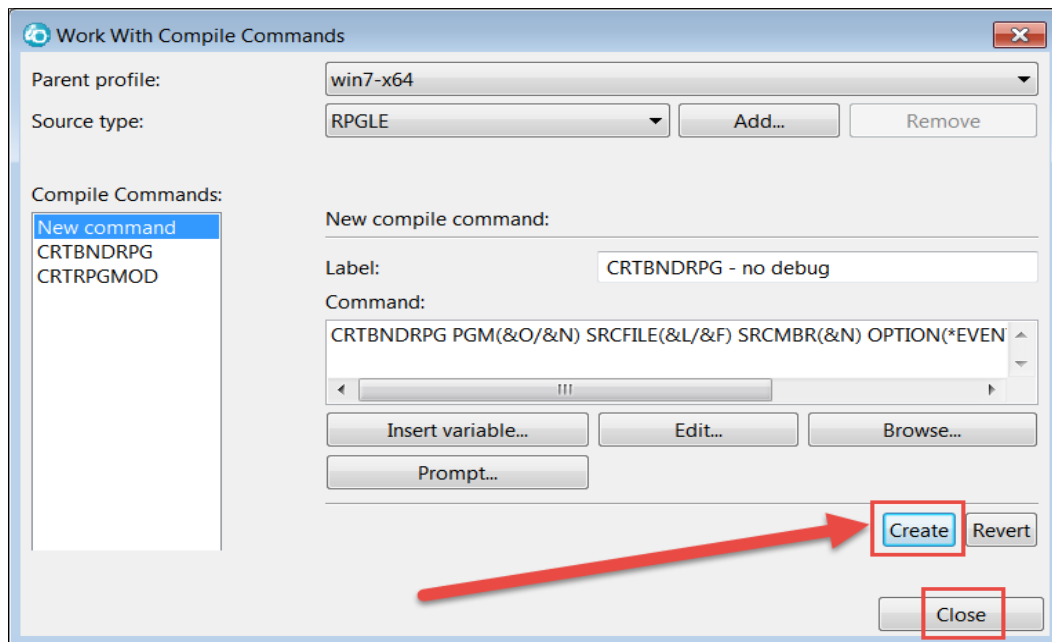 Work With Compile Commands
Parent profile:
win7-x64
Source type:
RPGLE
Add...
Remove
Compile Commands:
New command
CRTBNDRPG
CRTRPGMOD
New compile command:
Label:
CRTBNDRPG - no debug
Command:
CRTBNDRPG PGM(&O/&N) SRCFILE(&L/&F) SRCMBR(&N) OPTION(*EVEN
Insert variable...
Edit...
Browse...
Prompt...
Create
Revert
Close